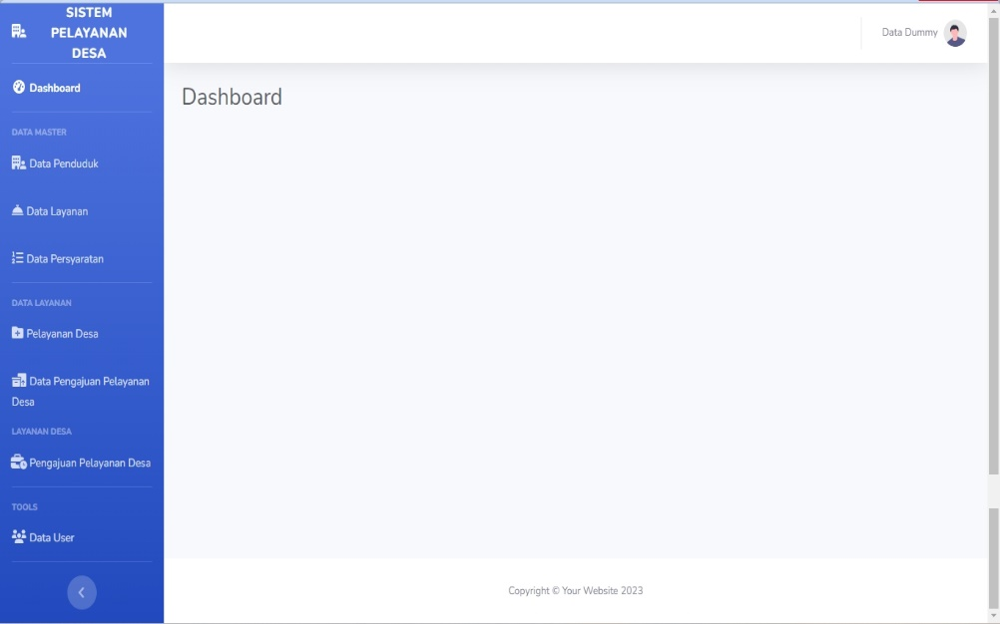 SISTEM
PELAYANAN
DESA
Dashboard
DATA MASTER
Data Penduduk
Data Layanan
Data Persyaratan
DATA LAYANAN
Pelayanan Desa
Data Pengajuan Pelayanan
Desa
LAYANAN DESA
Pengajuan Pelayanan Desa
TOOLS
Data User
Data Dummy
Dashboard
Copyright © Your Website 2023